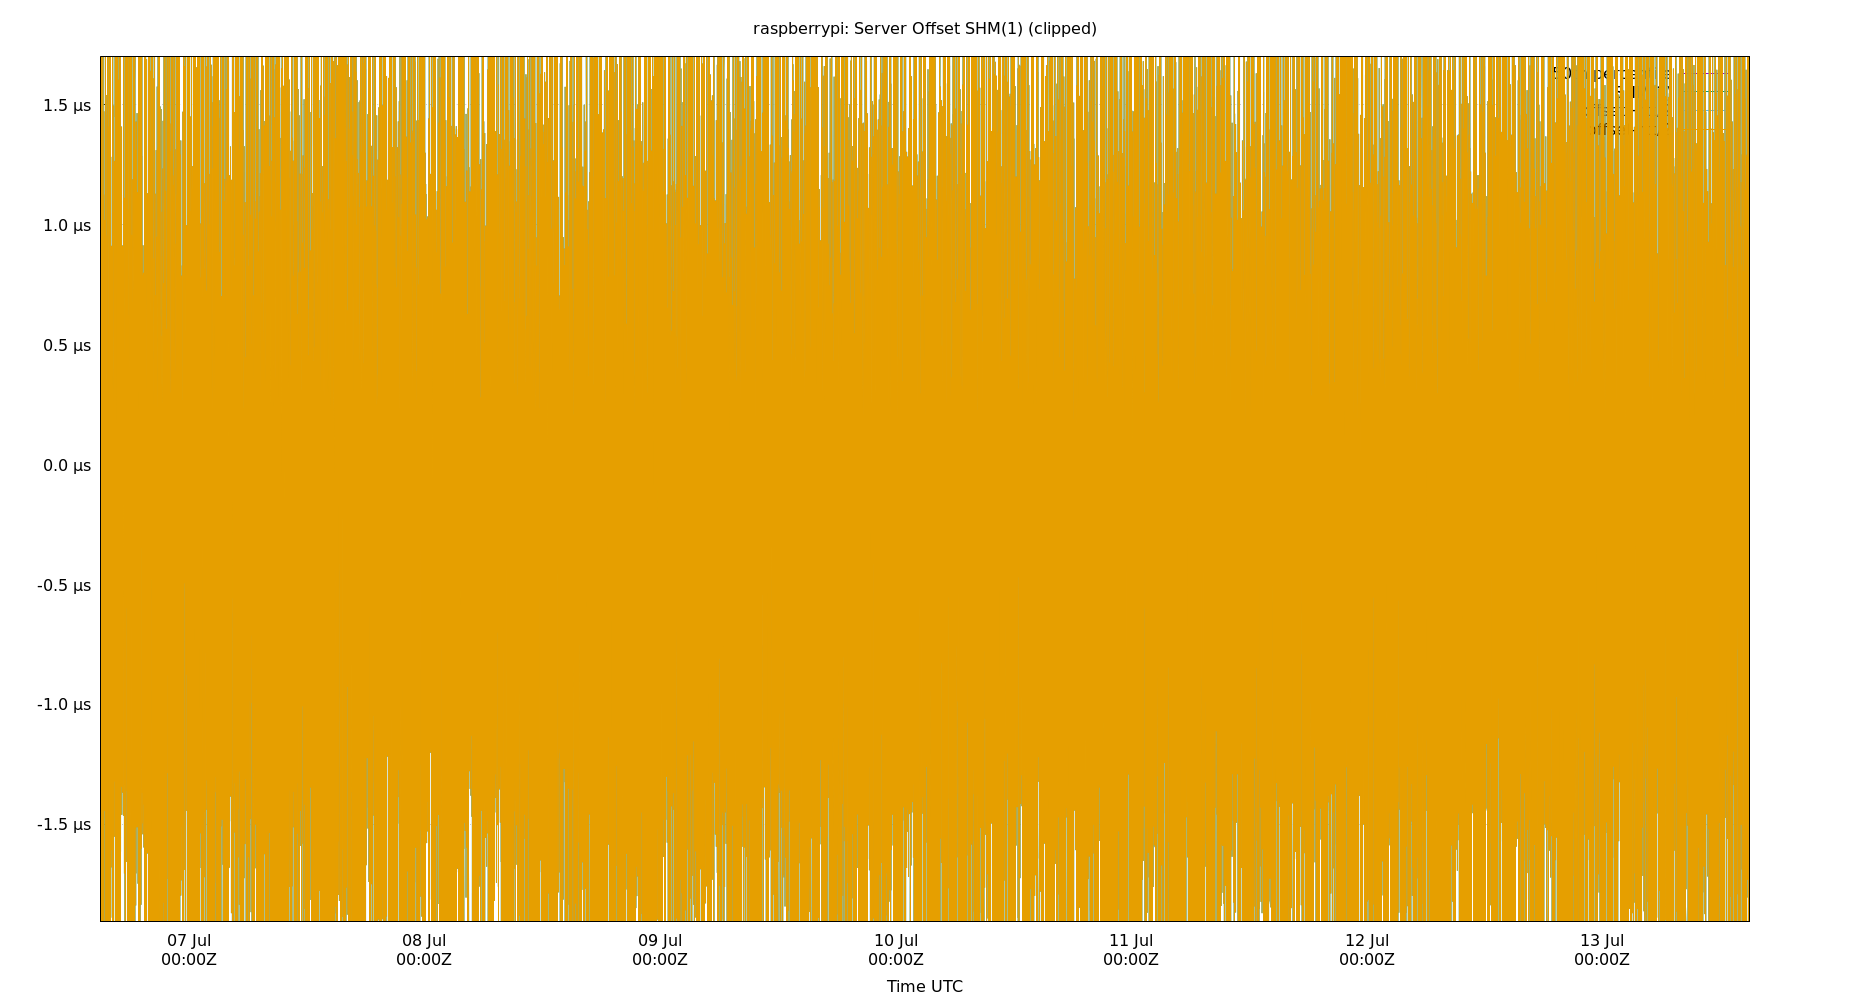 raspberrypi: Server Offset SHM(1) (clipped)
1.5 µs
1.0 µs
0.5 µs
0.0 µs
-0.5 µs
-1.0 µs
-1.5 µs
07 Jul 08 Jul 09 Jul 10 Jul 11 Jul 12 Jul 13 Jul
00:00Z 00:00Z 00:00Z 00:00Z 00:00Z 00:00Z 00:00Z
Time UTC